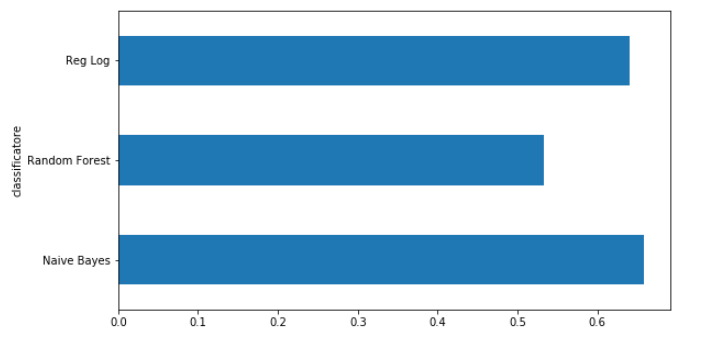 Reg Log
Random Forest
Naive Bayes
classificatore
0.0 0.1 0.2 0.3 0.4 0.5 0.6